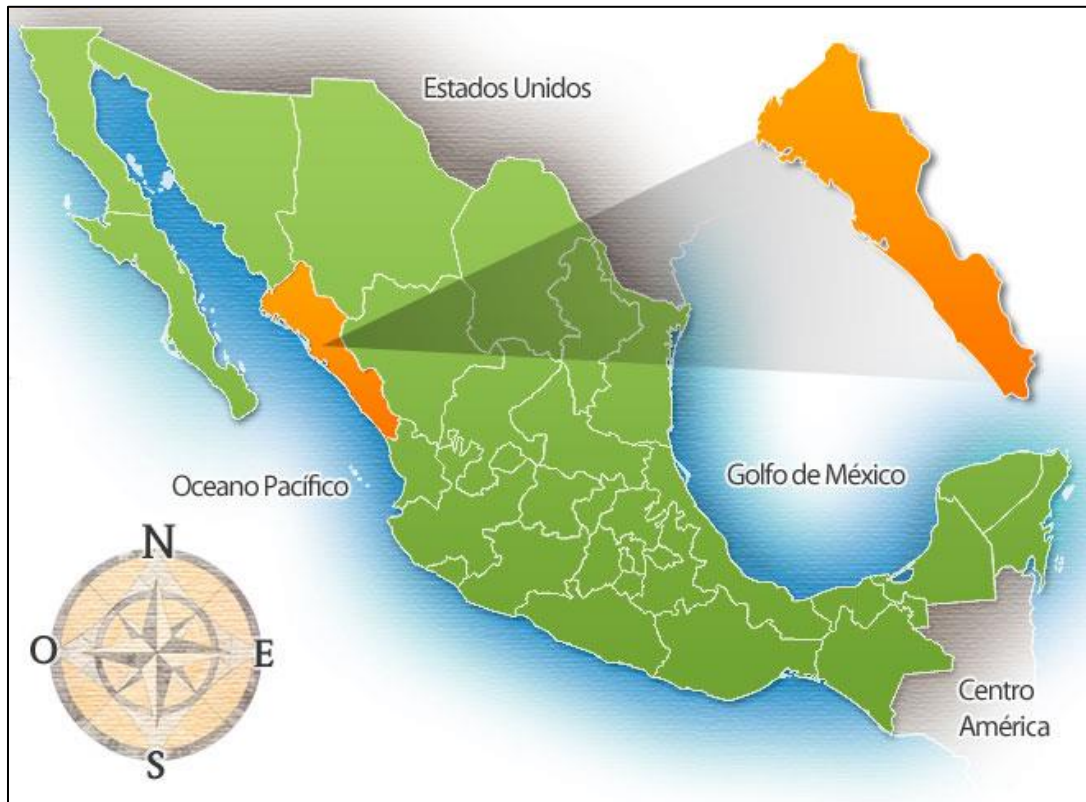 Estados Unidos
Oceano Pacífico
Golfo de México
N
O
E
S
Centro
América